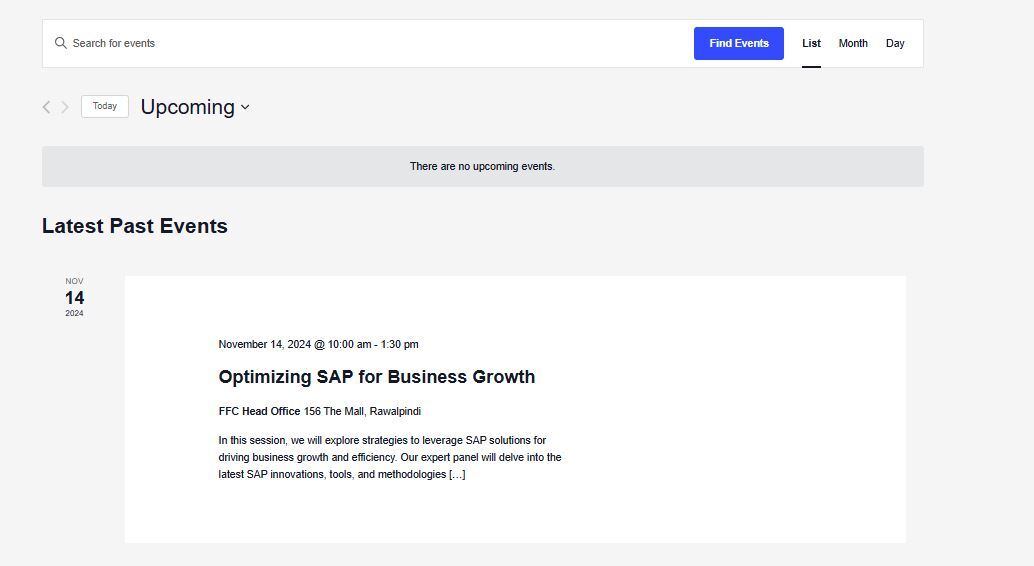 Search for events
Find Events
List
Month
Day
Today
Upcoming
There are no upcoming events.
Latest Past Events
NOV
14
2024
November 14, 2024 @ 10:00 am - 1:30 pm
Optimizing SAP for Business Growth
FFC Head Office 156 The Mall, Rawalpindi
In this session, we will explore strategies to leverage SAP solutions for
driving business growth and efficiency. Our expert panel will delve into the
latest SAP innovations, tools, and methodologies […]